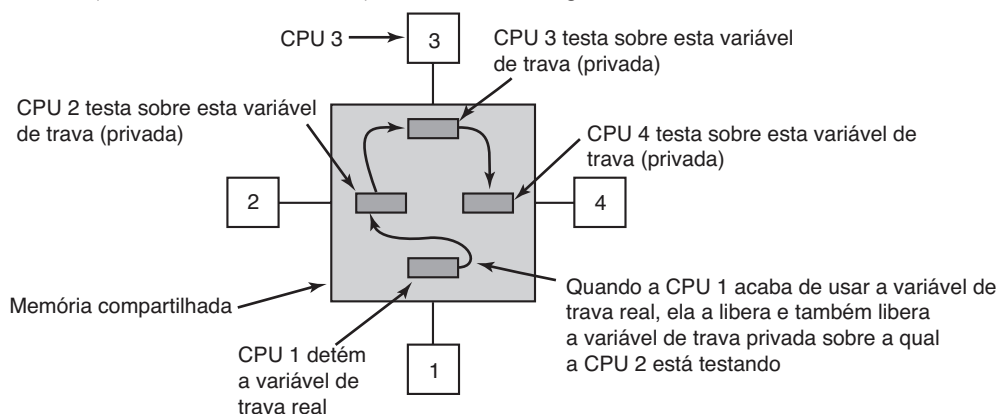 CPU 3
3
CPU 3 testa sobre esta variável
de trava (privada)
CPU 2 testa sobre esta variável
de trava (privada)
CPU 4 testa sobre esta variável de
trava (privada)
2
4
Memória compartilhada
Quando a CPU 1 acaba de usar a variável de
trava real, ela a libera e também libera
a variável de trava privada sobre a qual
a CPU 2 está testando
CPU 1 detém
a variável de
trava real
1